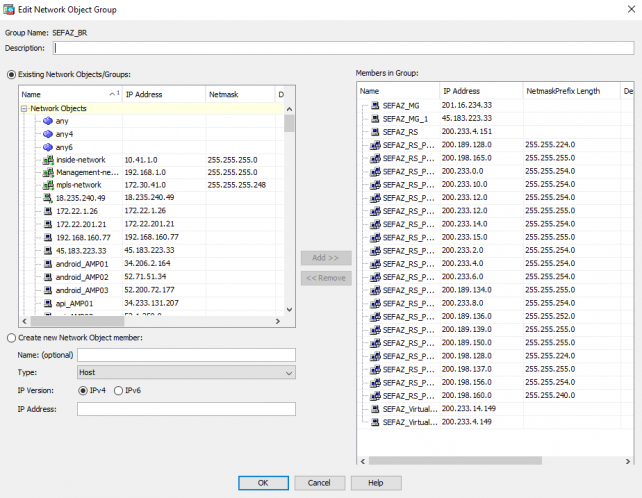 Edit Network Object Group
Group Name: SEFAZ_BR
Description:
Existing Network Objects/Groups:
Name 1 IP Address Netmask D
Network Objects
any
any4
any6
inside-network 10.41.1.0 255.255.255.0
Management-ne... 192.168.1.0 255.255.255.0
mpls-network 172.30.41.0 255.255.255.248
18.235.240.49 18.235.240.49
172.22.1.26 172.22.1.26
172.22.201.21 172.22.201.21
192.168.160.77 192.168.160.77
45.183.223.33 45.183.223.33
android_AMP01 34.206.2.164
android_AMP02 52.71.51.34
android_AMP03 52.200.72.177
api_AMP01 34.233.131.207
Add >>
<< Remove
Create new Network Object member:
Name: (optional)
Type: Host
IP Version: IPv4 IPv6
IP Address:
Members in Group:
Name IP Address NetmaskPrefix Length De
SEFAZ_MG 201.16.234.33
SEFAZ_MG_1 45.183.223.33
SEFAZ_RS 200.233.4.151
SEFAZ_RS_P... 200.189.128.0 255.255.224.0
SEFAZ_RS_P... 200.198.165.0 255.255.255.0
SEFAZ_RS_P... 200.233.0.0 255.255.254.0
SEFAZ_RS_P... 200.233.10.0 255.255.254.0
SEFAZ_RS_P... 200.233.12.0 255.255.254.0
SEFAZ_RS_P... 200.233.12.0 255.255.255.0
SEFAZ_RS_P... 200.233.14.0 255.255.255.0
SEFAZ_RS_P... 200.233.15.0 255.255.255.0
SEFAZ_RS_P... 200.233.2.0 255.255.254.0
SEFAZ_RS_P... 200.233.4.0 255.255.254.0
SEFAZ_RS_P... 200.233.6.0 255.255.254.0
SEFAZ_RS_P... 200.189.134.0 255.255.255.0
SEFAZ_RS_P... 200.233.8.0 255.255.254.0
SEFAZ_RS_P... 200.189.136.0 255.255.252.0
SEFAZ_RS_P... 200.189.139.0 255.255.255.0
SEFAZ_RS_P... 200.189.150.0 255.255.255.0
SEFAZ_RS_P... 200.198.128.0 255.255.224.0
SEFAZ_RS_P... 200.198.137.0 255.255.255.0
SEFAZ_RS_P... 200.198.156.0 255.255.254.0
SEFAZ_RS_P... 200.198.160.0 255.255.240.0
SEFAZ_Virtual... 200.233.14.149
SEFAZ_Virtual... 200.233.4.149
OK Cancel Help